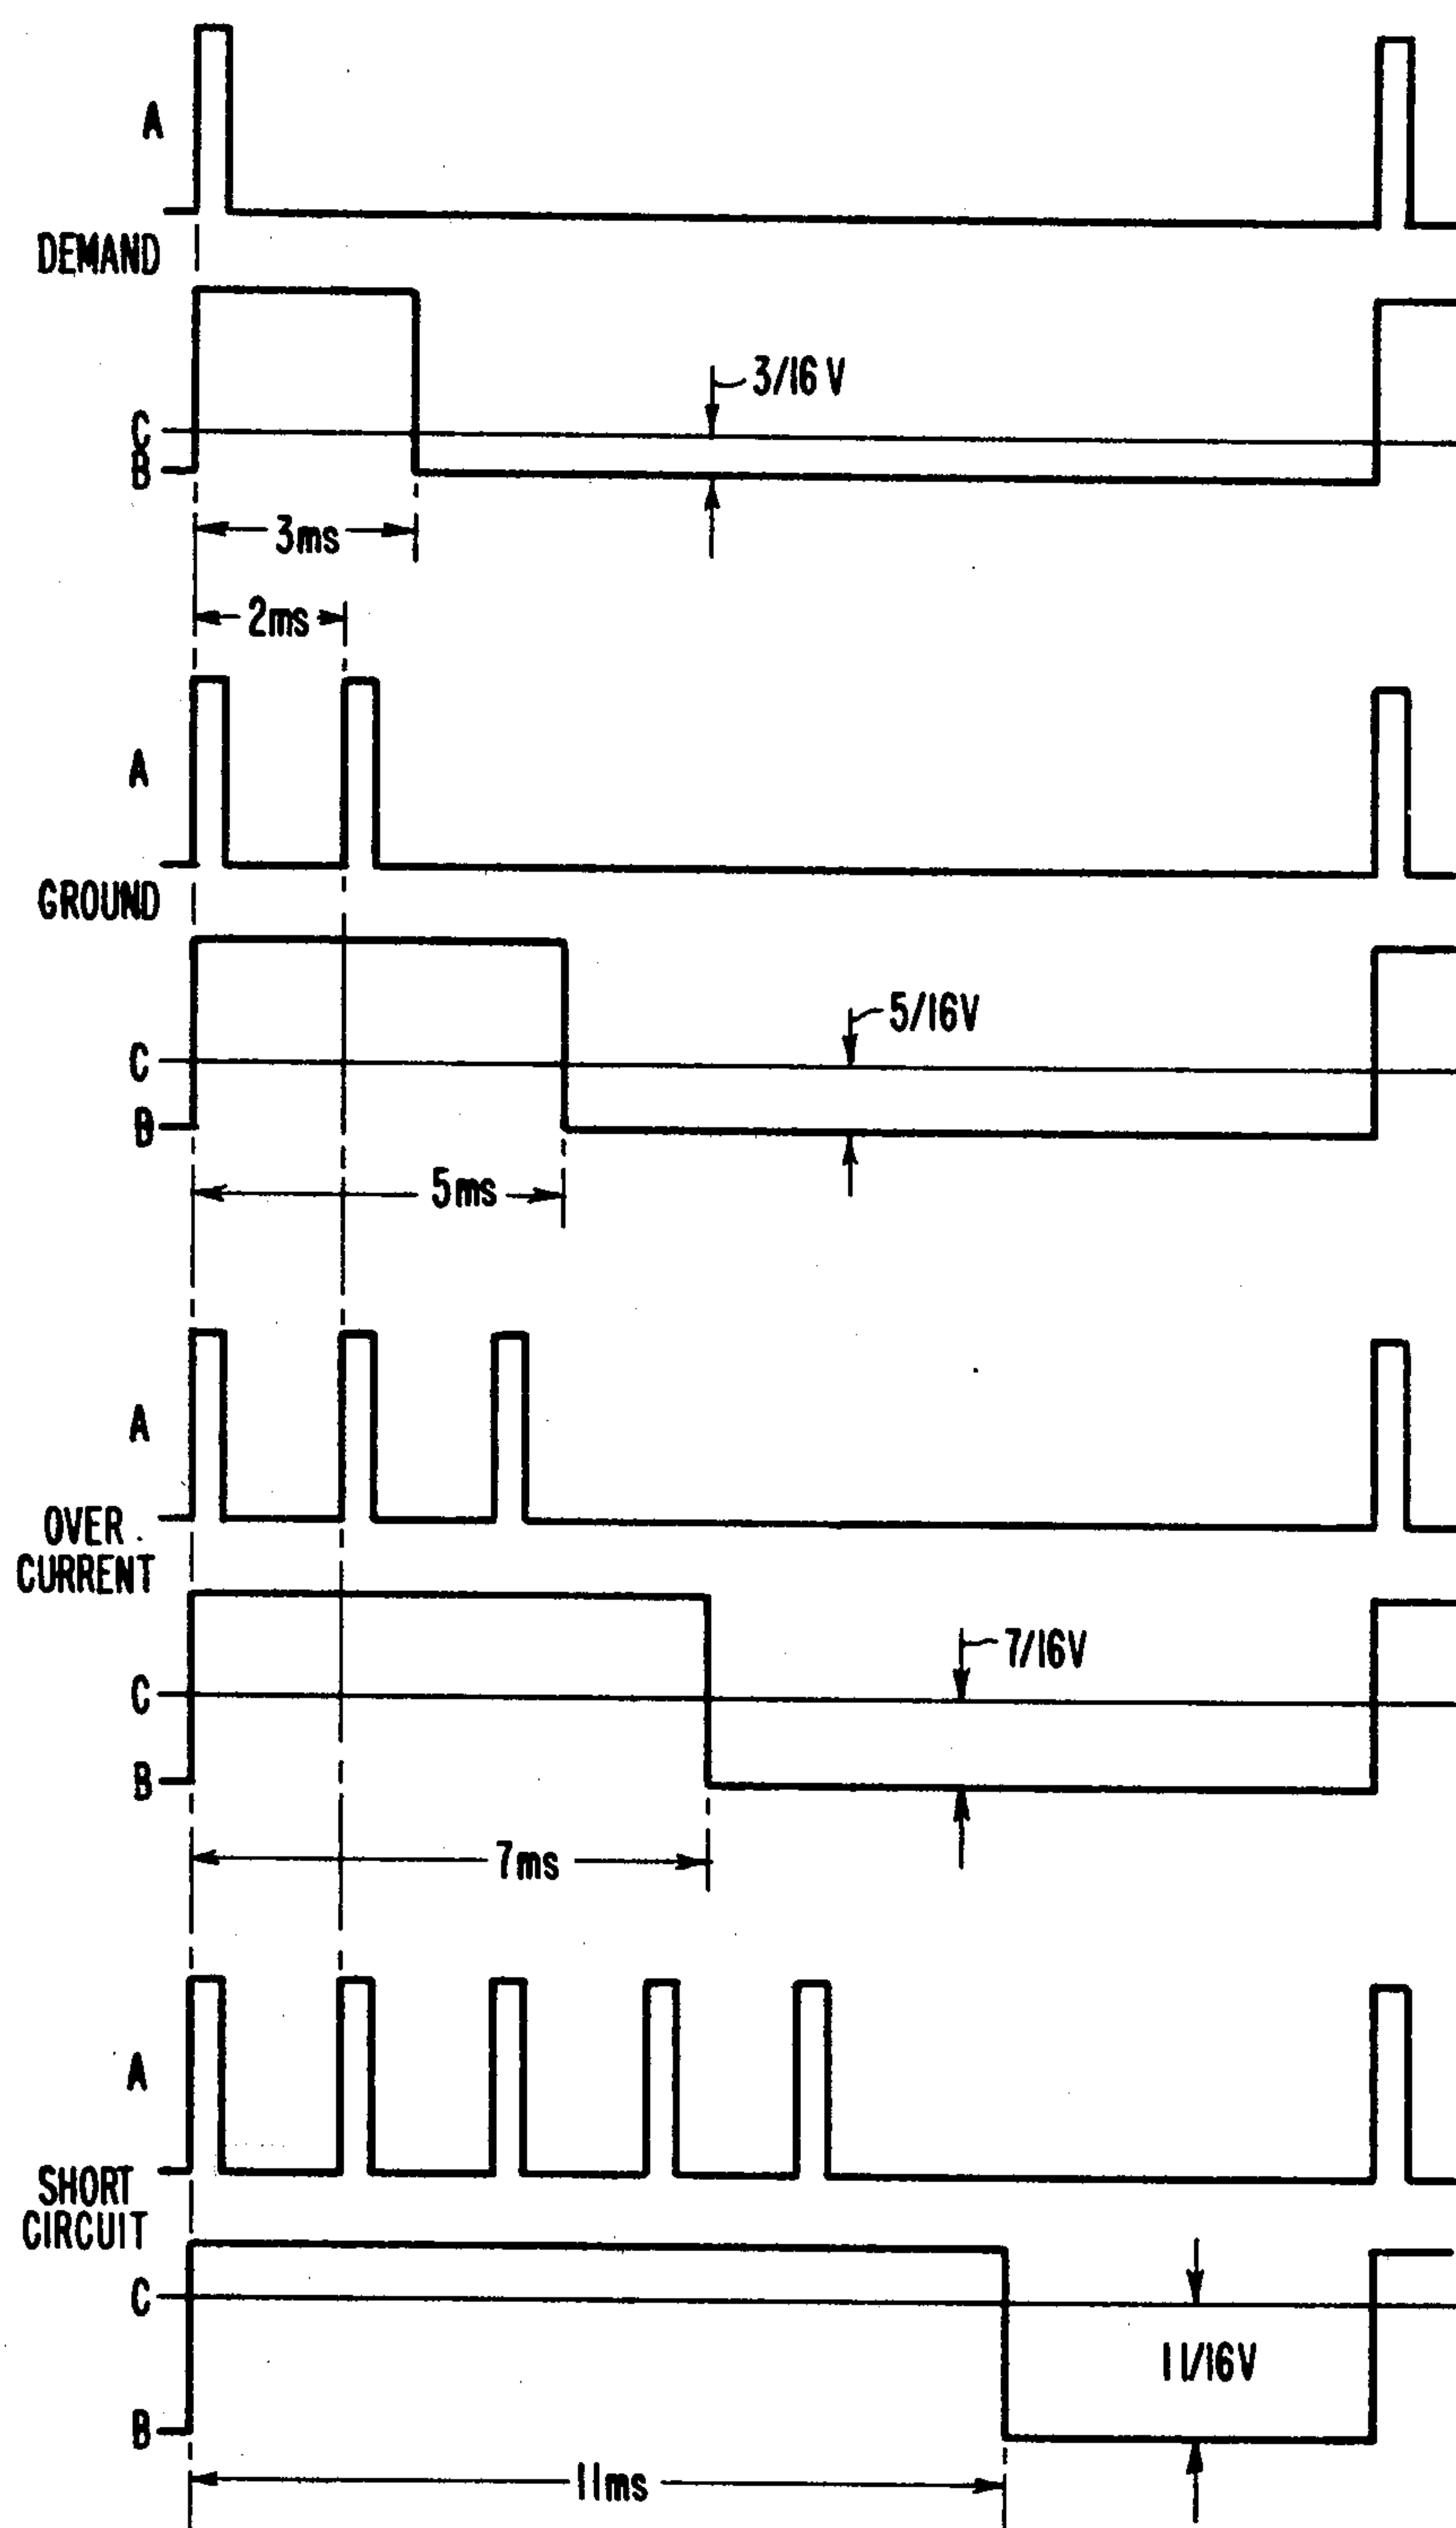 A
DEMAND
3/16 V
C
B
3ms
2ms
A
GROUND
5/16V
C
B
5ms
A
OVER
CURRENT
7/16V
C
B
7ms
A
SHORT
CIRCUIT
C
11/16V
B
11ms